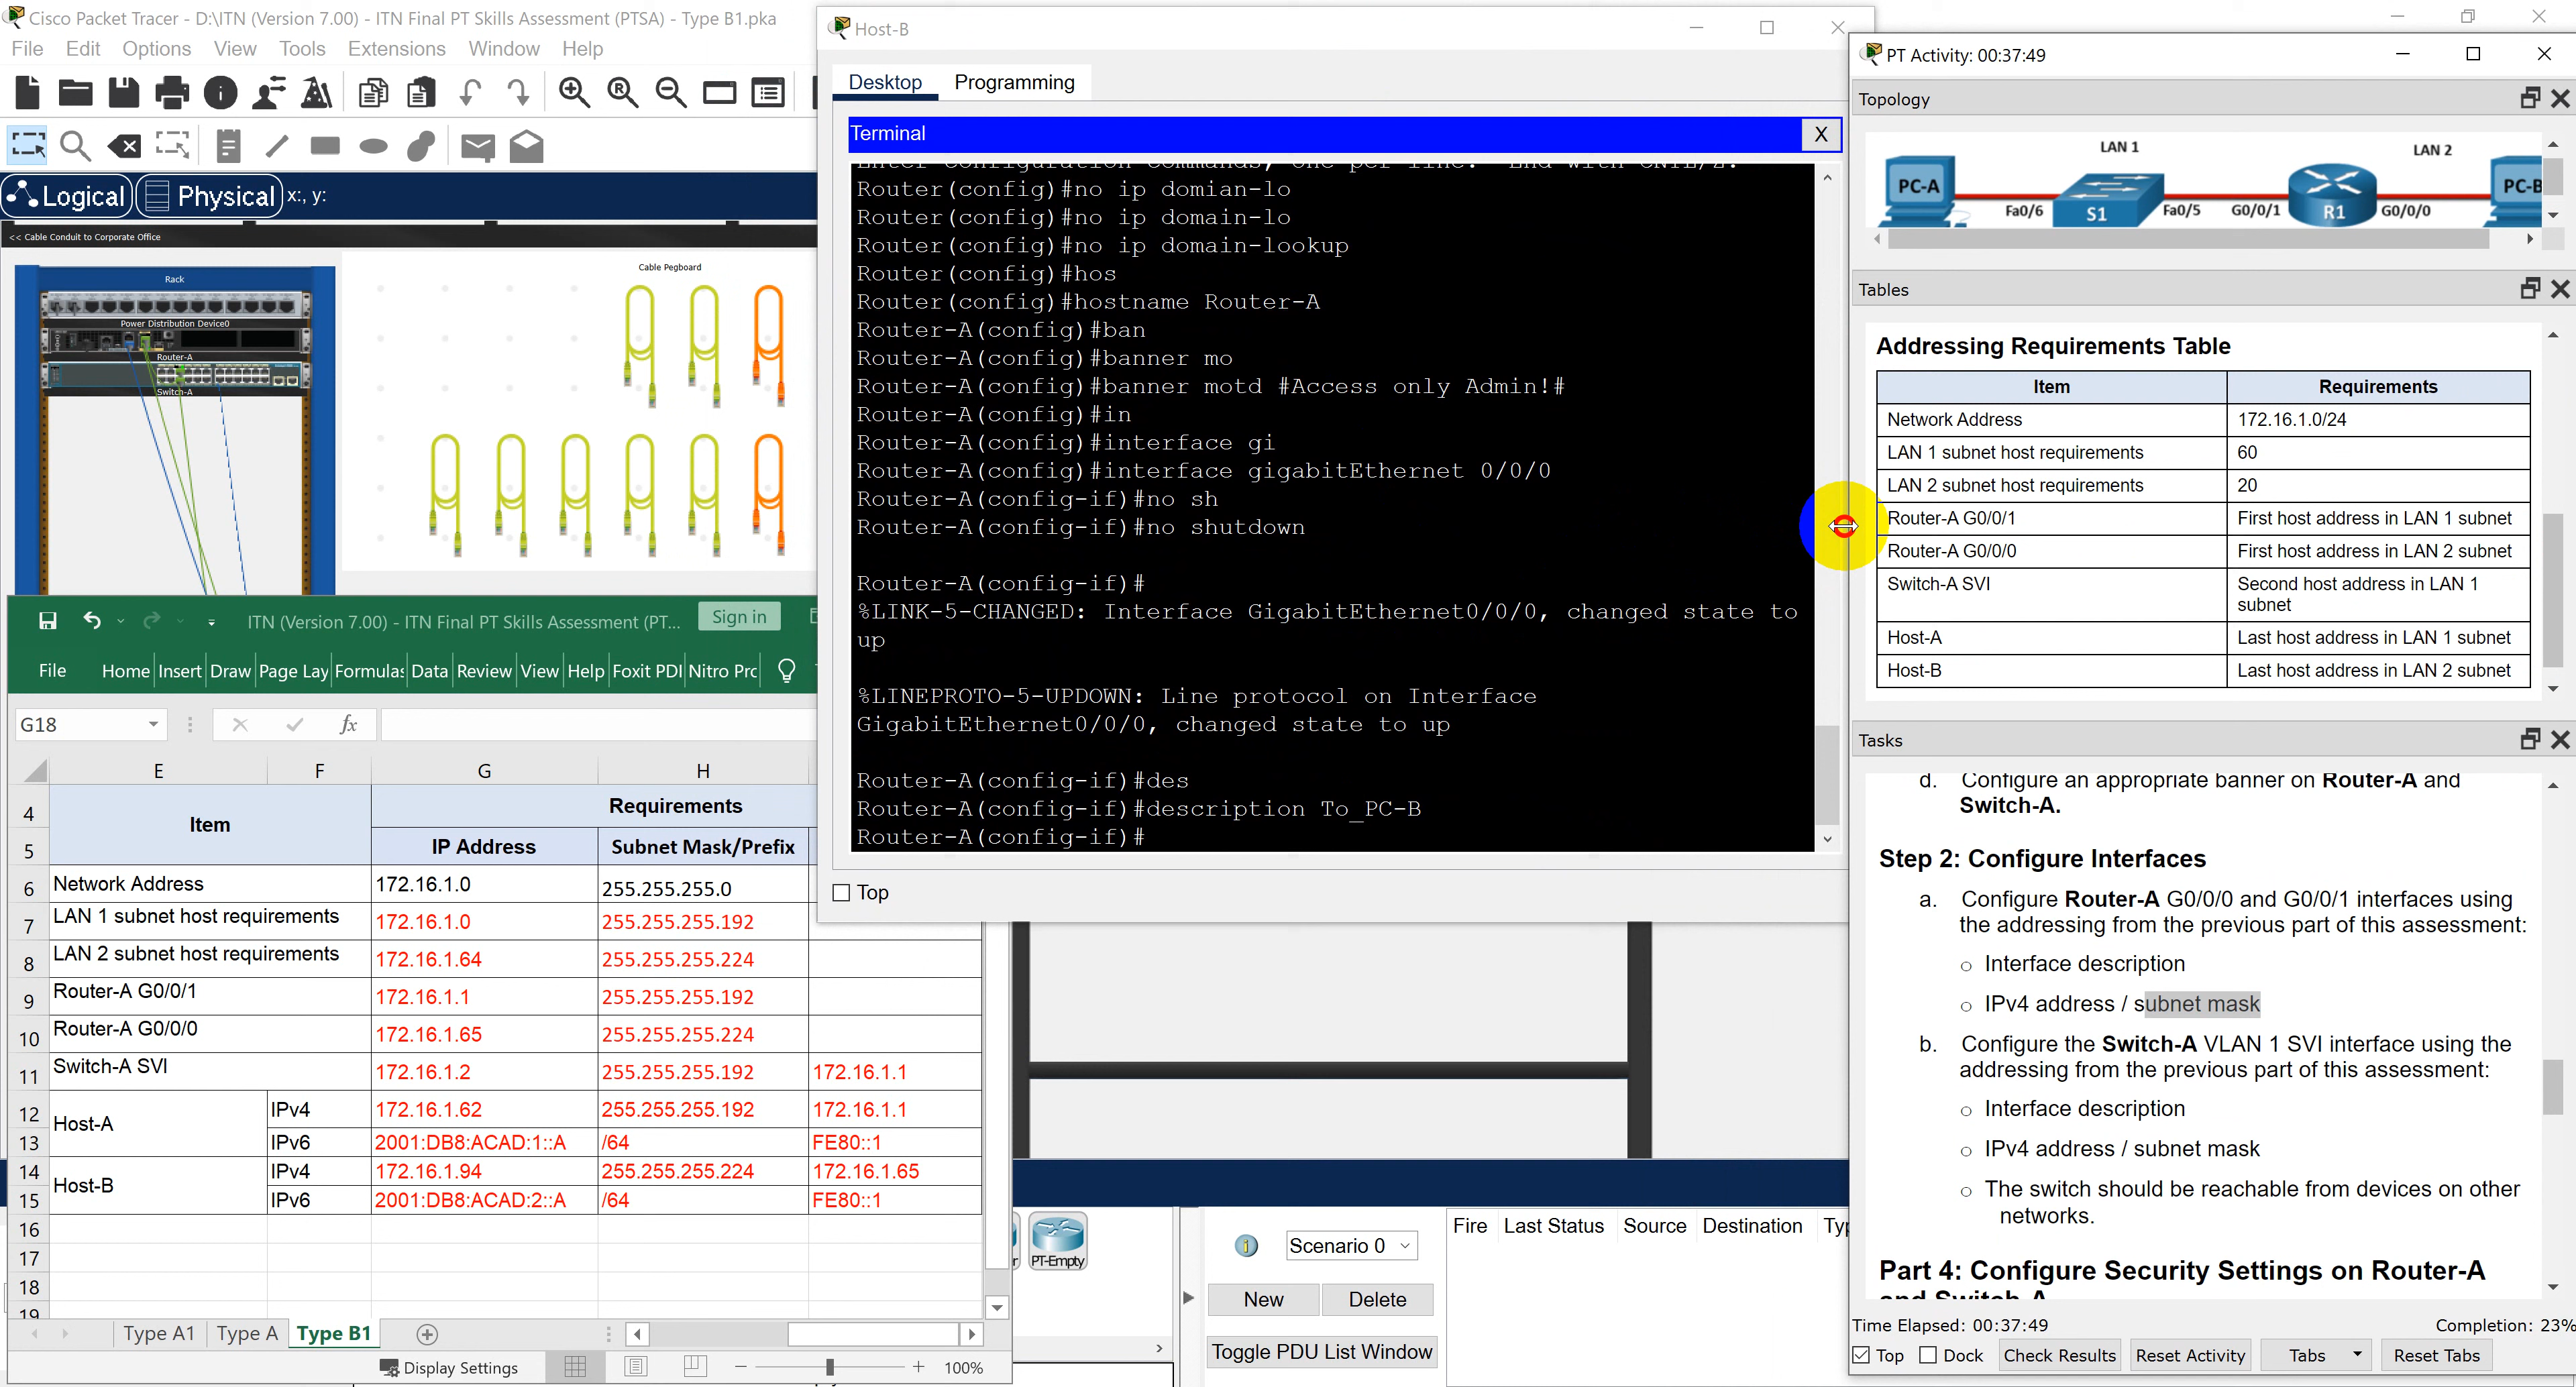 Cisco Packet Tracer - D:\ITN (Version 7.00) - ITN Final PT Skills Assessment (PTSA) - Type B1.pka
File Edit Options View Tools Extensions Window Help
Logical Physical x:, y:
<< Cable Conduit to Corporate Office
Rack
Power Distribution Device0
Router-A
Switch-A
Cable Pegboard
Host-B
Desktop Programming
Terminal X
Router(config)#no ip domian-lo
Router(config)#no ip domain-lo
Router(config)#no ip domain-lookup
Router(config)#hos
Router(config)#hostname Router-A
Router-A(config)#ban
Router-A(config)#banner mo
Router-A(config)#banner motd #Access only Admin!#
Router-A(config)#in
Router-A(config)#interface gi
Router-A(config)#interface gigabitEthernet 0/0/0
Router-A(config-if)#no sh
Router-A(config-if)#no shutdown
Router-A(config-if)#
%LINK-5-CHANGED: Interface GigabitEthernet0/0/0, changed state to
up
%LINEPROTO-5-UPDOWN: Line protocol on Interface
GigabitEthernet0/0/0, changed state to up
Router-A(config-if)#des
Router-A(config-if)#description To_PC-B
Router-A(config-if)#
Top
PT Activity: 00:37:49
Topology
LAN 1 LAN 2
PC-A Fa0/6 S1 Fa0/5 G0/0/1 R1 G0/0/0 PC-B
Tables
Addressing Requirements Table
Item Requirements
Network Address 172.16.1.0/24
LAN 1 subnet host requirements 60
LAN 2 subnet host requirements 20
Router-A G0/0/1 First host address in LAN 1 subnet
Router-A G0/0/0 First host address in LAN 2 subnet
Switch-A SVI Second host address in LAN 1
subnet
Host-A Last host address in LAN 1 subnet
Host-B Last host address in LAN 2 subnet
Tasks
d. Configure an appropriate banner on Router-A and
Switch-A.
Step 2: Configure Interfaces
a. Configure Router-A G0/0/0 and G0/0/1 interfaces using
the addressing from the previous part of this assessment:
o Interface description
o IPv4 address / subnet mask
b. Configure the Switch-A VLAN 1 SVI interface using the
addressing from the previous part of this assessment:
o Interface description
o IPv4 address / subnet mask
o The switch should be reachable from devices on other
networks.
Part 4: Configure Security Settings on Router-A
and Switch-A
Time Elapsed: 00:37:49 Completion: 23%
Top Dock Check Results Reset Activity Tabs Reset Tabs
ITN (Version 7.00) - ITN Final PT Skills Assessment (PT... Sign in
File Home Insert Draw Page Lay Formulas Data Review View Help Foxit PDI Nitro Prc
G18 fx
E F G H
4 Item Requirements
5 IP Address Subnet Mask/Prefix
6 Network Address 172.16.1.0 255.255.255.0
7 LAN 1 subnet host requirements 172.16.1.0 255.255.255.192
8 LAN 2 subnet host requirements 172.16.1.64 255.255.255.224
9 Router-A G0/0/1 172.16.1.1 255.255.255.192
10 Router-A G0/0/0 172.16.1.65 255.255.255.224
11 Switch-A SVI 172.16.1.2 255.255.255.192 172.16.1.1
12 Host-A IPv4 172.16.1.62 255.255.255.192 172.16.1.1
13 IPv6 2001:DB8:ACAD:1::A /64 FE80::1
14 Host-B IPv4 172.16.1.94 255.255.255.224 172.16.1.65
15 IPv6 2001:DB8:ACAD:2::A /64 FE80::1
16
17
18
19
Type A1 Type A Type B1
Display Settings 100%
PT-Empty
Scenario 0
New Delete
Toggle PDU List Window
Fire Last Status Source Destination Typ